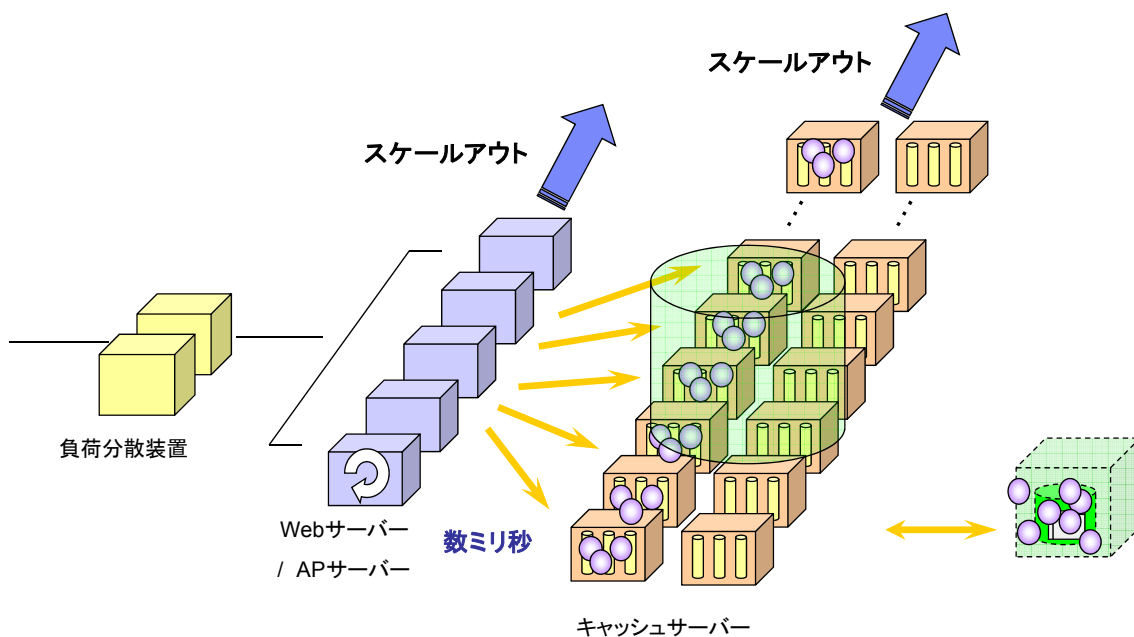 スケールアウト
スケールアウト
負荷分散装置
Webサーバー
/ APサーバー
数ミリ秒
キャッシュサーバー